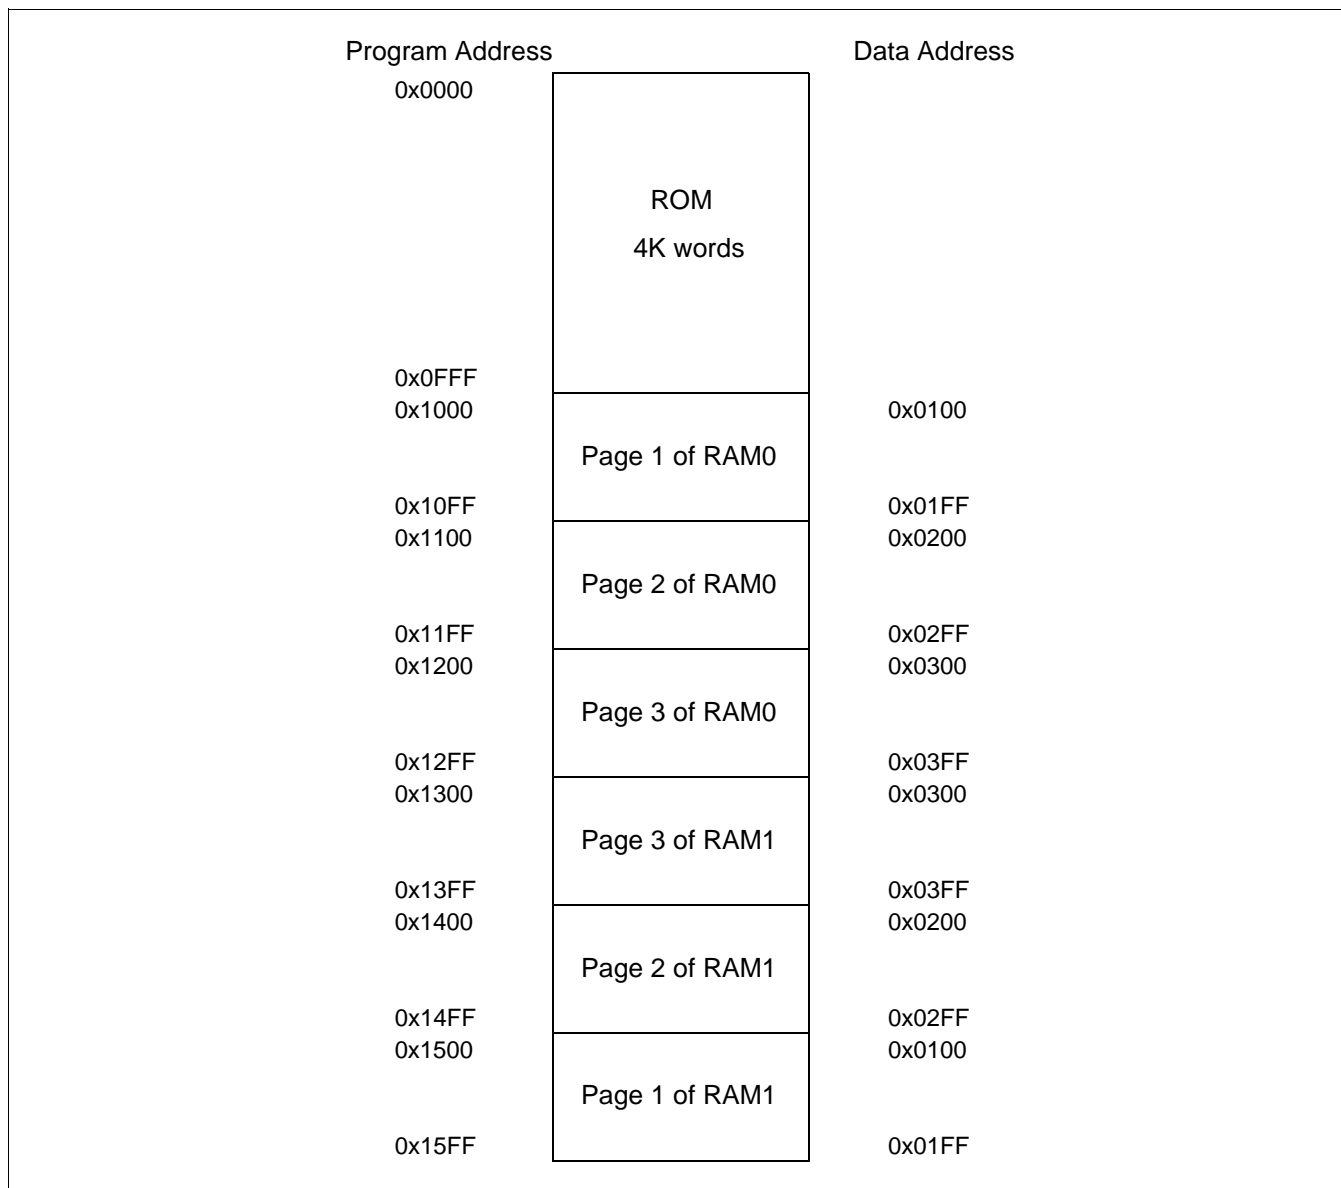 Program Address Data Address
0x0000
ROM
4K words
0x0FFF
0x1000 0x0100
Page 1 of RAM0
0x10FF 0x01FF
0x1100 0x0200
Page 2 of RAM0
0x11FF 0x02FF
0x1200 0x0300
Page 3 of RAM0
0x12FF 0x03FF
0x1300 0x0300
Page 3 of RAM1
0x13FF 0x03FF
0x1400 0x0200
Page 2 of RAM1
0x14FF 0x02FF
0x1500 0x0100
Page 1 of RAM1
0x15FF 0x01FF